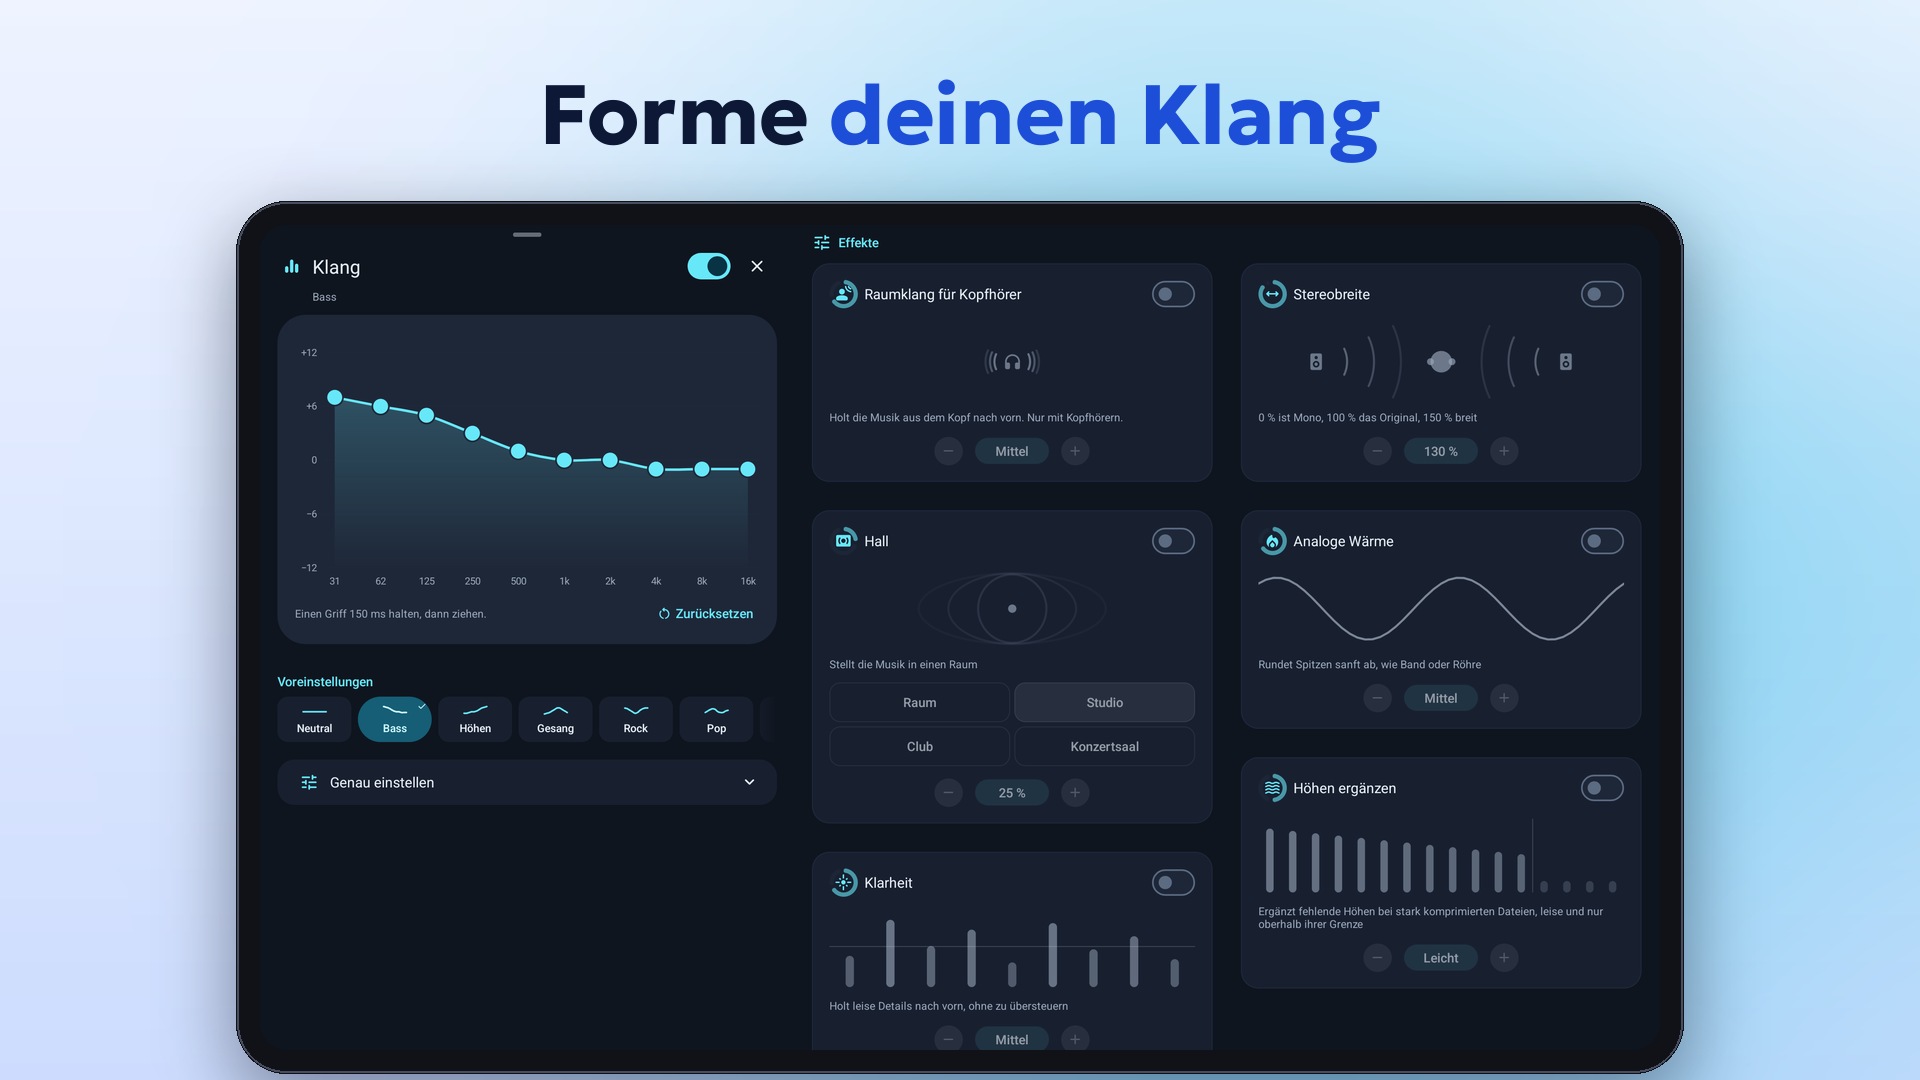 Forme deinen Klang
Klang
Bass
+12
+6
0
−6
−12
31 62 125 250 500 1k 2k 4k 8k 16k
Einen Griff 150 ms halten, dann ziehen.
Zurücksetzen
Voreinstellungen
Neutral
Bass
Höhen
Gesang
Rock
Pop
Genau einstellen
Effekte
Raumklang für Kopfhörer
Holt die Musik aus dem Kopf nach vorn. Nur mit Kopfhörern.
− Mittel +
Stereobreite
0 % ist Mono, 100 % das Original, 150 % breit
− 130 % +
Hall
Stellt die Musik in einen Raum
Raum
Studio
Club
Konzertsaal
− 25 % +
Analoge Wärme
Rundet Spitzen sanft ab, wie Band oder Röhre
− Mittel +
Klarheit
Holt leise Details nach vorn, ohne zu übersteuern
− Mittel +
Höhen ergänzen
Ergänzt fehlende Höhen bei stark komprimierten Dateien, leise und nur
oberhalb ihrer Grenze
− Leicht +